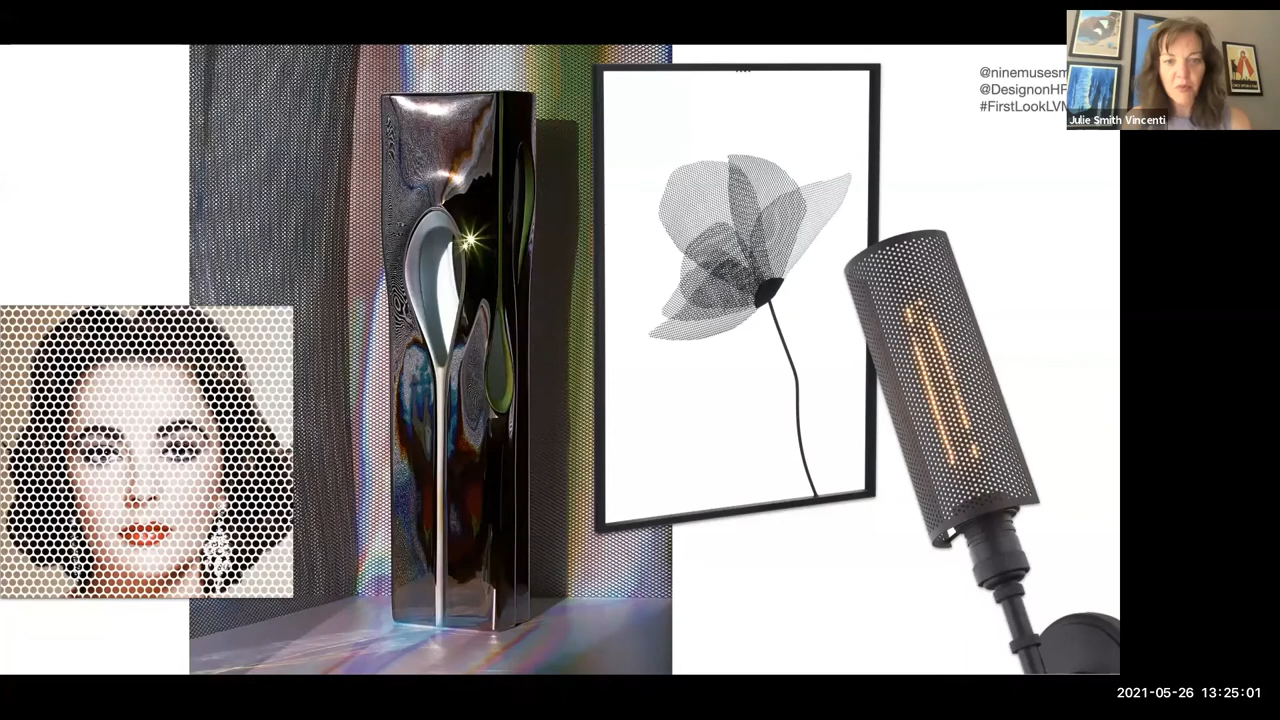 @ninemusesm
@DesignonHP
#FirstLookLVM
Julie Smith Vincenti
2021-05-26 13:25:01